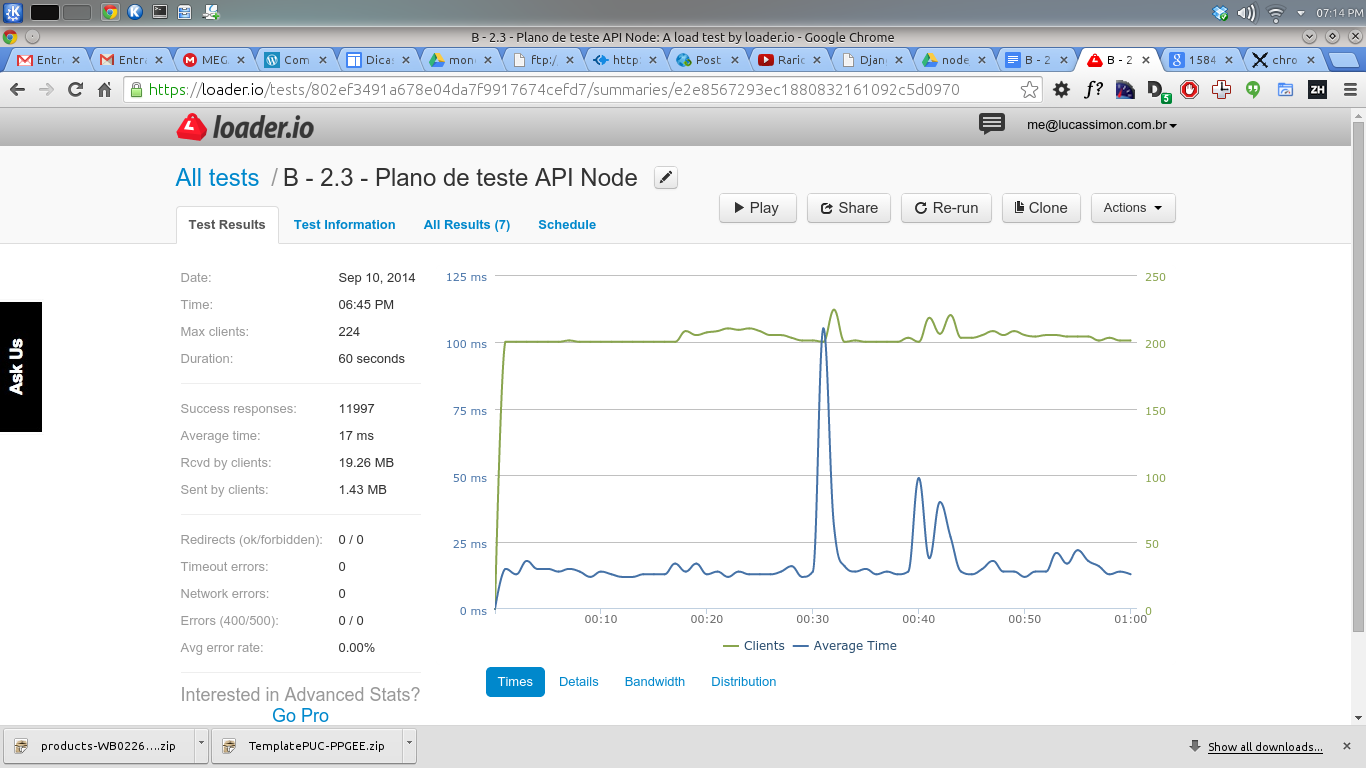 07:14 PM
B - 2.3 - Plano de teste API Node: A load test by loader.io - Google Chrome
Entr
Entra
MEG
Com
Dica
mon
ftp:/
http:
Post
Raric
Djan
node
B - 2
B - 2
1584
chro
https://loader.io/tests/802ef3491a678e04da7f9917674cefd7/summaries/e2e8567293ec1880832161092c5d0970
f?
D 5
ZH
loader.io
me@lucassimon.com.br
All tests / B - 2.3 - Plano de teste API Node
Play Share Re-run Clone Actions
Test Results Test Information All Results (7) Schedule
Date: Sep 10, 2014
Time: 06:45 PM
Max clients: 224
Duration: 60 seconds
Success responses: 11997
Average time: 17 ms
Rcvd by clients: 19.26 MB
Sent by clients: 1.43 MB
Redirects (ok/forbidden): 0 / 0
Timeout errors: 0
Network errors: 0
Errors (400/500): 0 / 0
Avg error rate: 0.00%
Interested in Advanced Stats?
Go Pro
Ask Us
125 ms 250
100 ms 200
75 ms 150
50 ms 100
25 ms 50
0 ms 0
00:10 00:20 00:30 00:40 00:50 01:00
Clients Average Time
Times Details Bandwidth Distribution
products-WB0226....zip
TemplatePUC-PPGEE.zip
Show all downloads...